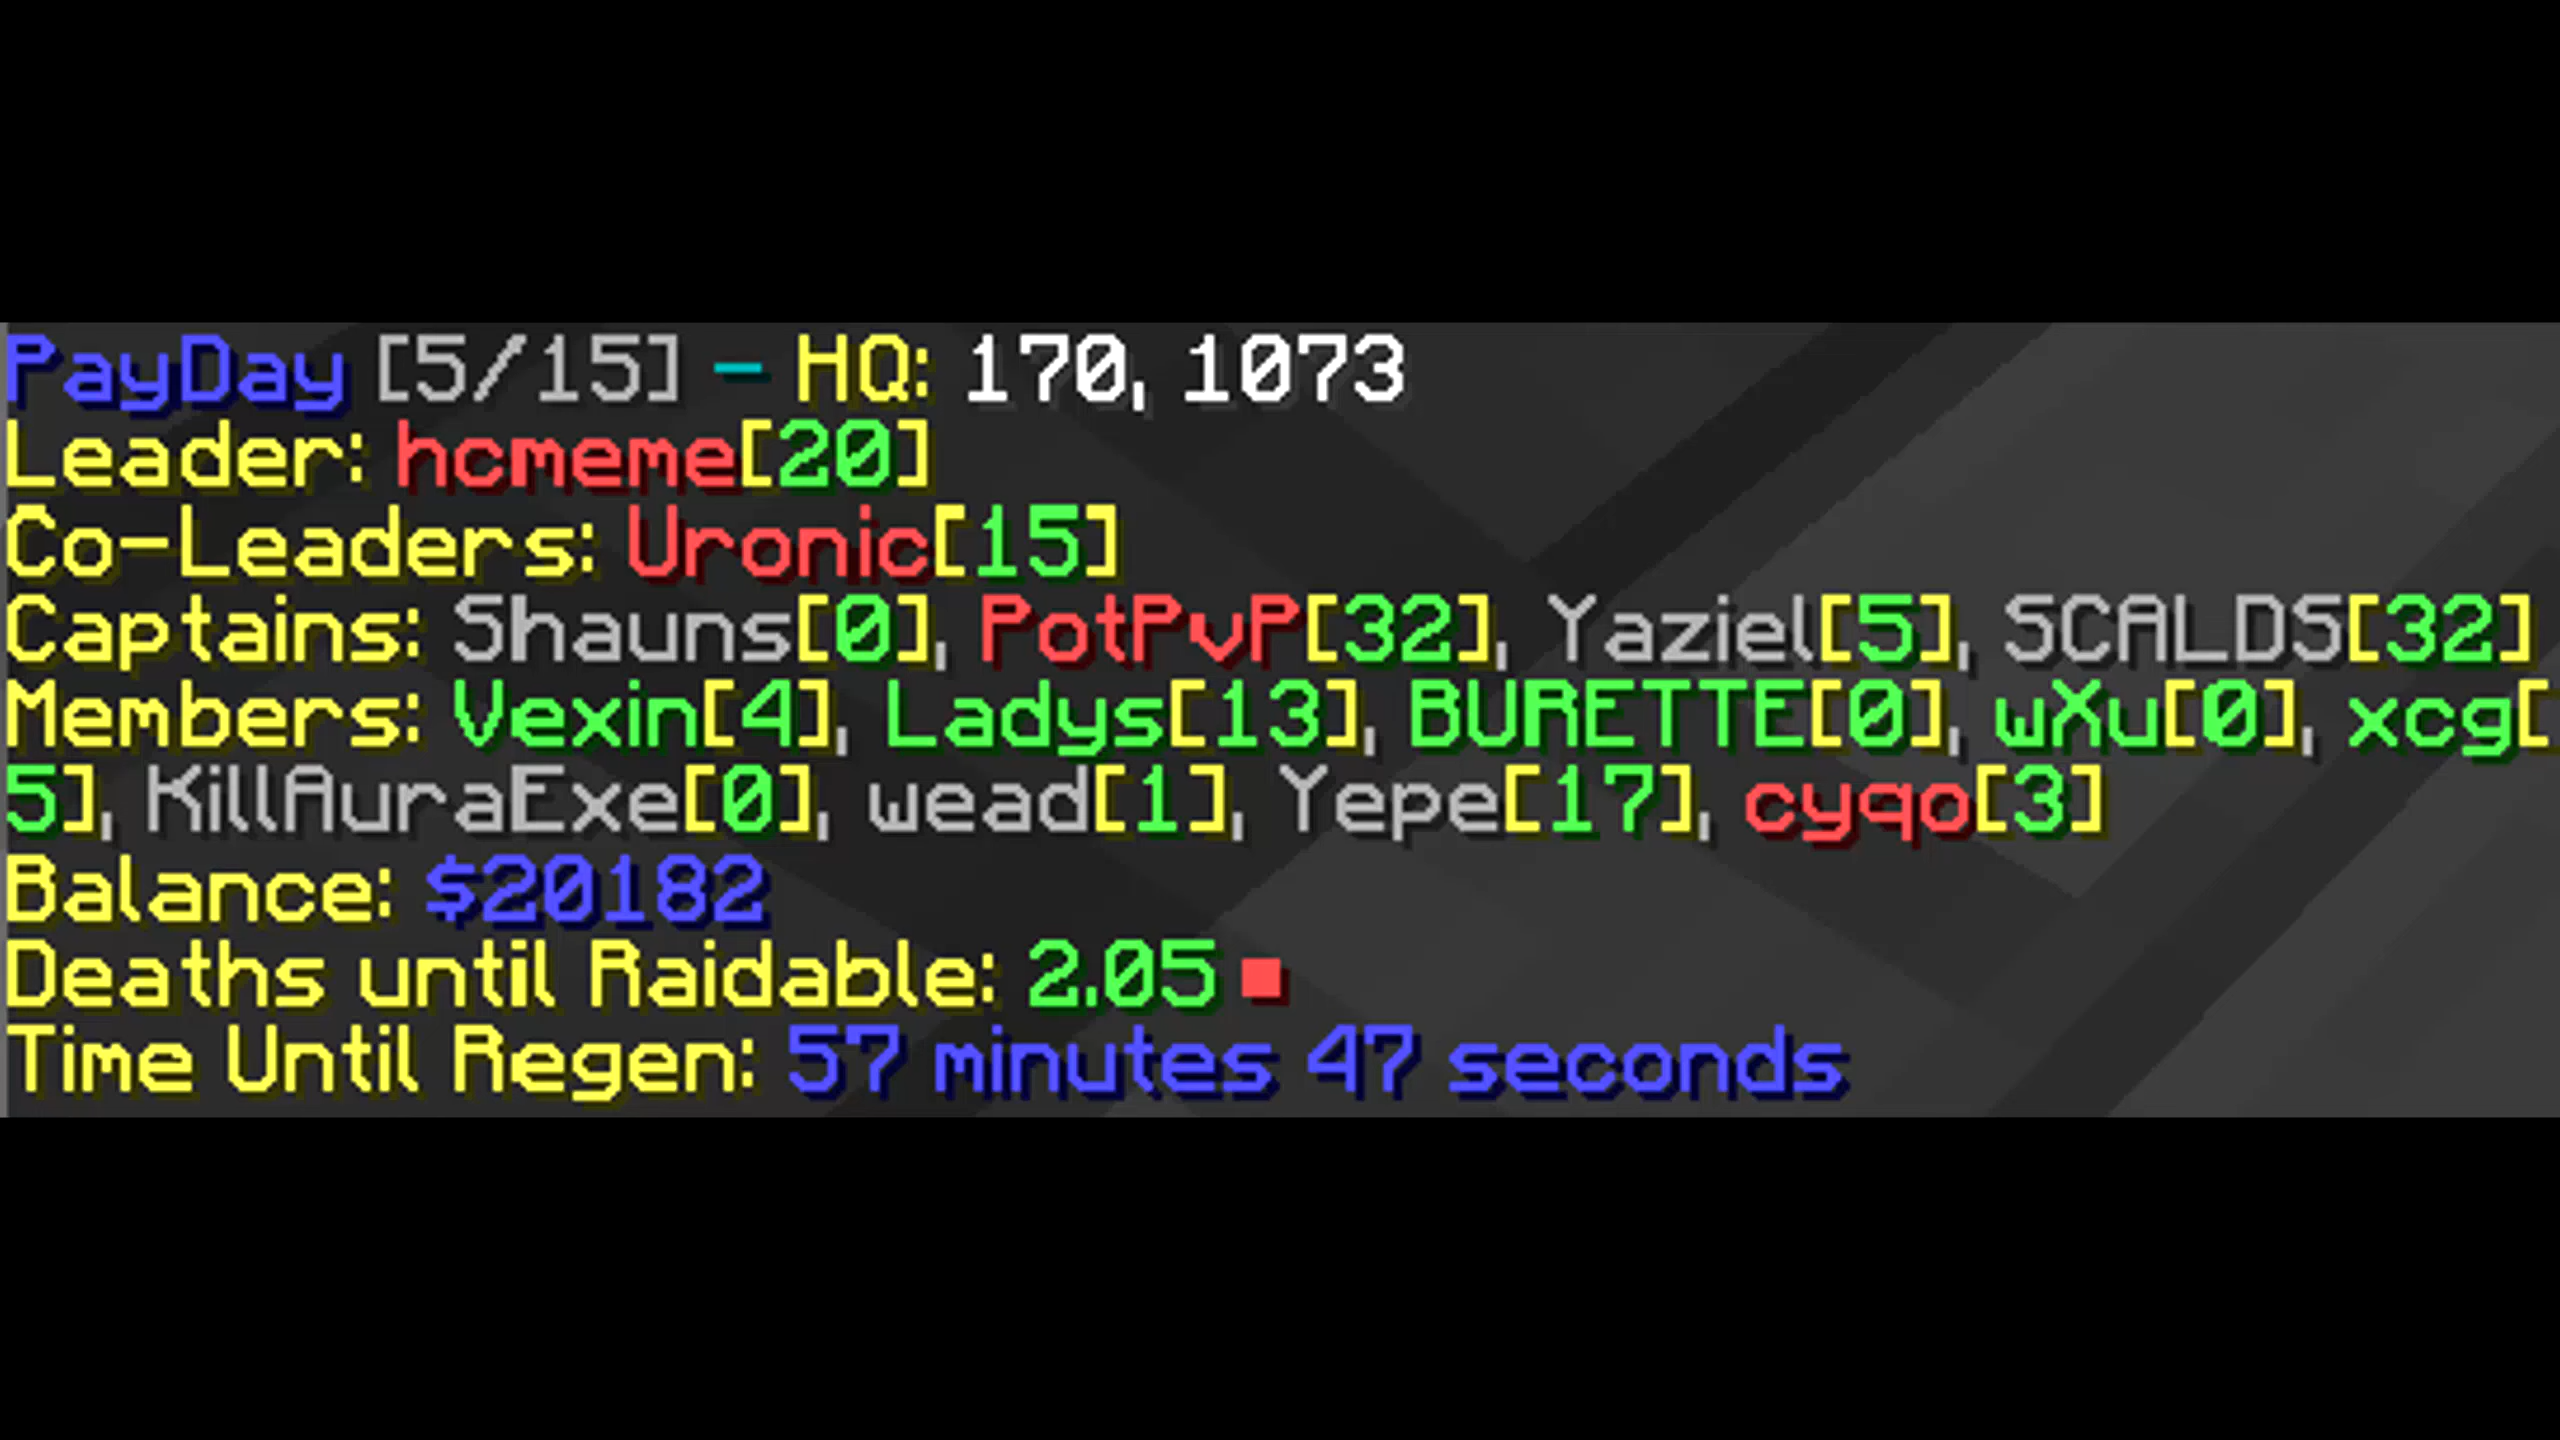 PayDay [5/15] - HQ: 170, 1073
Leader: hcmeme[20]
Co-Leaders: Uronic[15]
Captains: Shauns[0], PotPvP[32], Yaziel[5], SCALDS[32]
Members: Vexin[4], Ladys[13], BURETTE[0], wXu[0], xcg[
5], KillAuraExe[0], wead[1], Yepe[17], cyqo[3]
Balance: $20182
Deaths until Raidable: 2.05 ■
Time Until Regen: 57 minutes 47 seconds